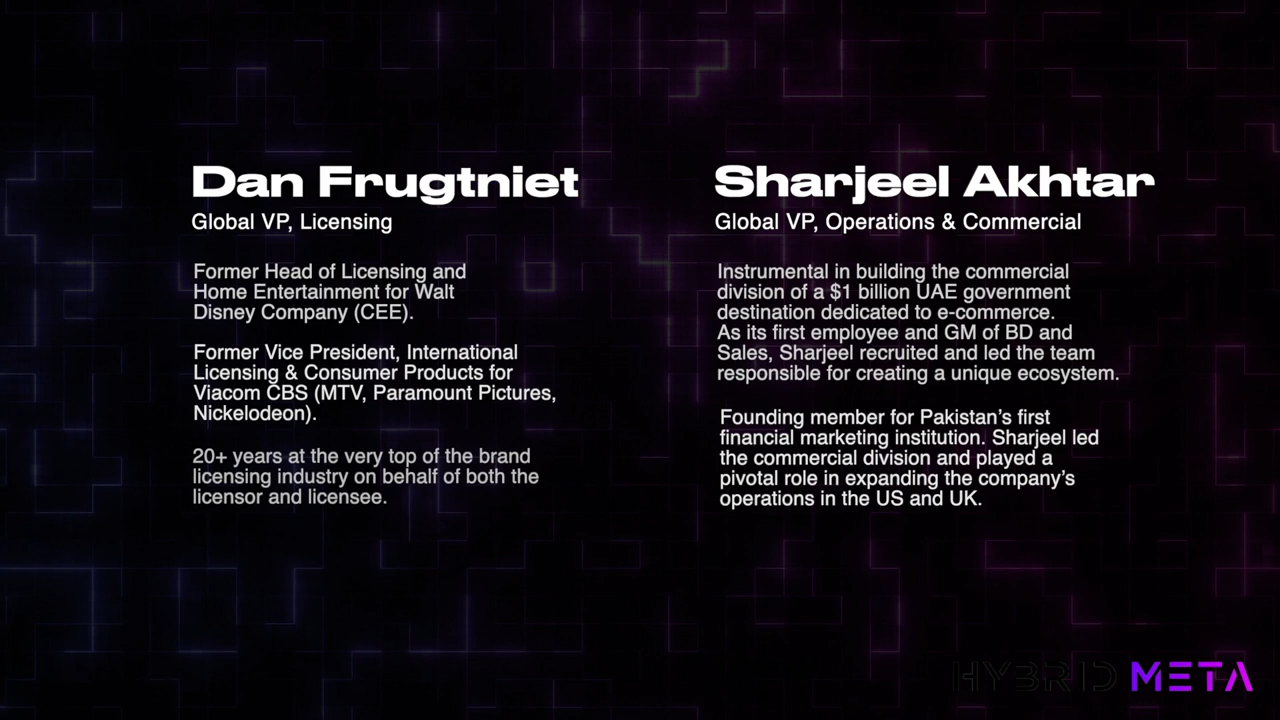 Dan Frugtniet
Global VP, Licensing
Former Head of Licensing and
Home Entertainment for Walt
Disney Company (CEE).
Former Vice President, International
Licensing & Consumer Products for
Viacom CBS (MTV, Paramount Pictures,
Nickelodeon).
20+ years at the very top of the brand
licensing industry on behalf of both the
licensor and licensee.
Sharjeel Akhtar
Global VP, Operations & Commercial
Instrumental in building the commercial
division of a $1 billion UAE government
destination dedicated to e-commerce.
As its first employee and GM of BD and
Sales, Sharjeel recruited and led the team
responsible for creating a unique ecosystem.
Founding member for Pakistan’s first
financial marketing institution. Sharjeel led
the commercial division and played a
pivotal role in expanding the company’s
operations in the US and UK.
HYBRID META